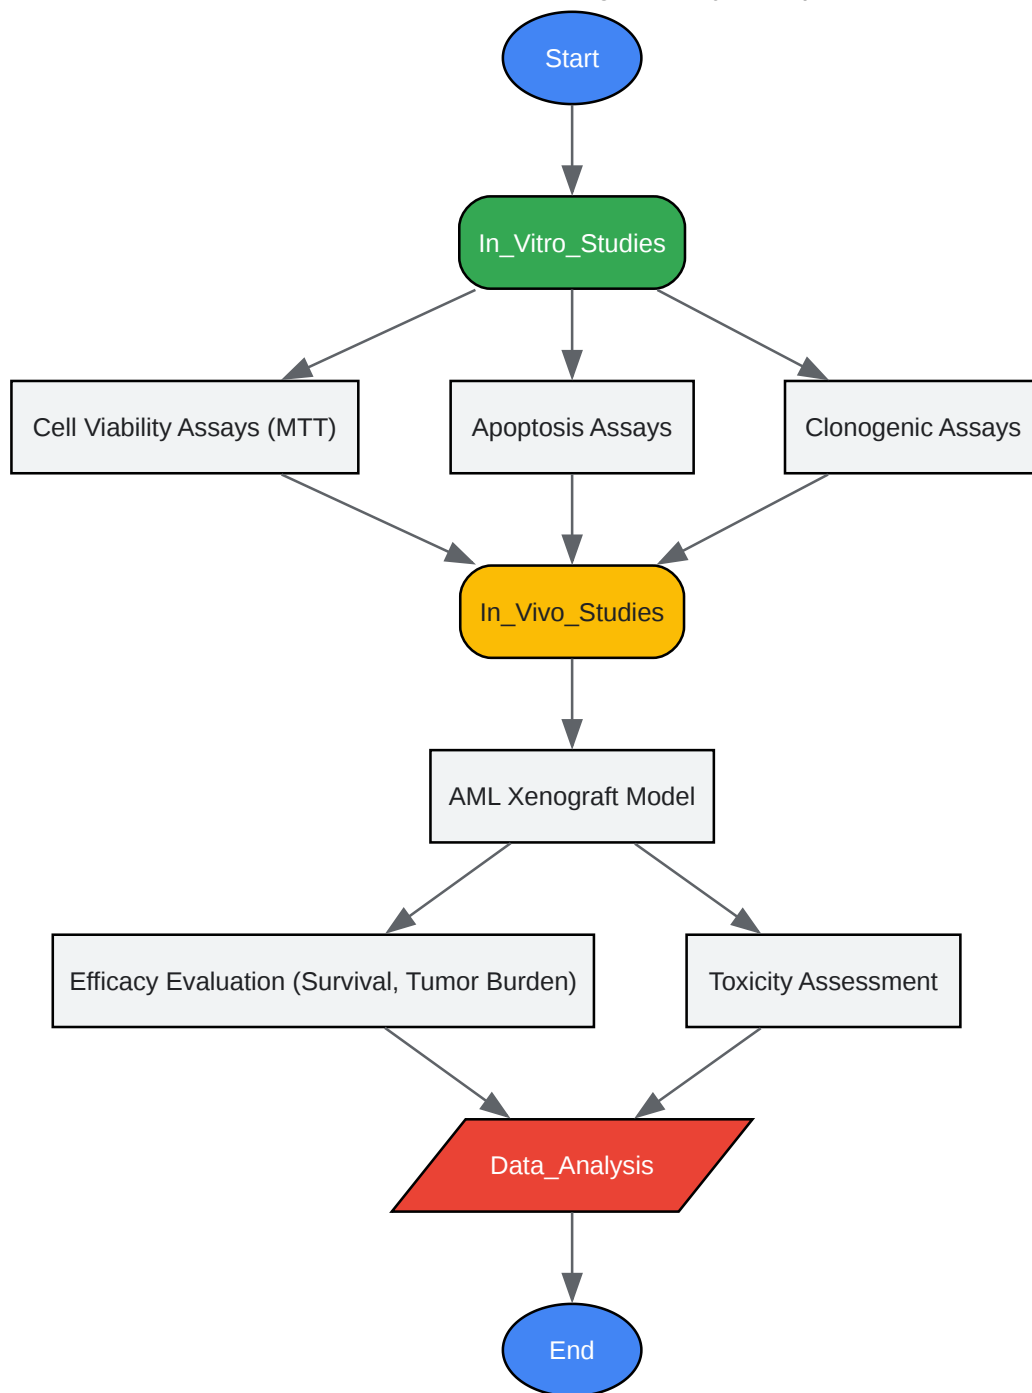 Start
In_Vitro_Studies
Cell Viability Assays (MTT)
Apoptosis Assays
Clonogenic Assays
In_Vivo_Studies
AML Xenograft Model
Efficacy Evaluation (Survival, Tumor Burden)
Toxicity Assessment
Data_Analysis
End